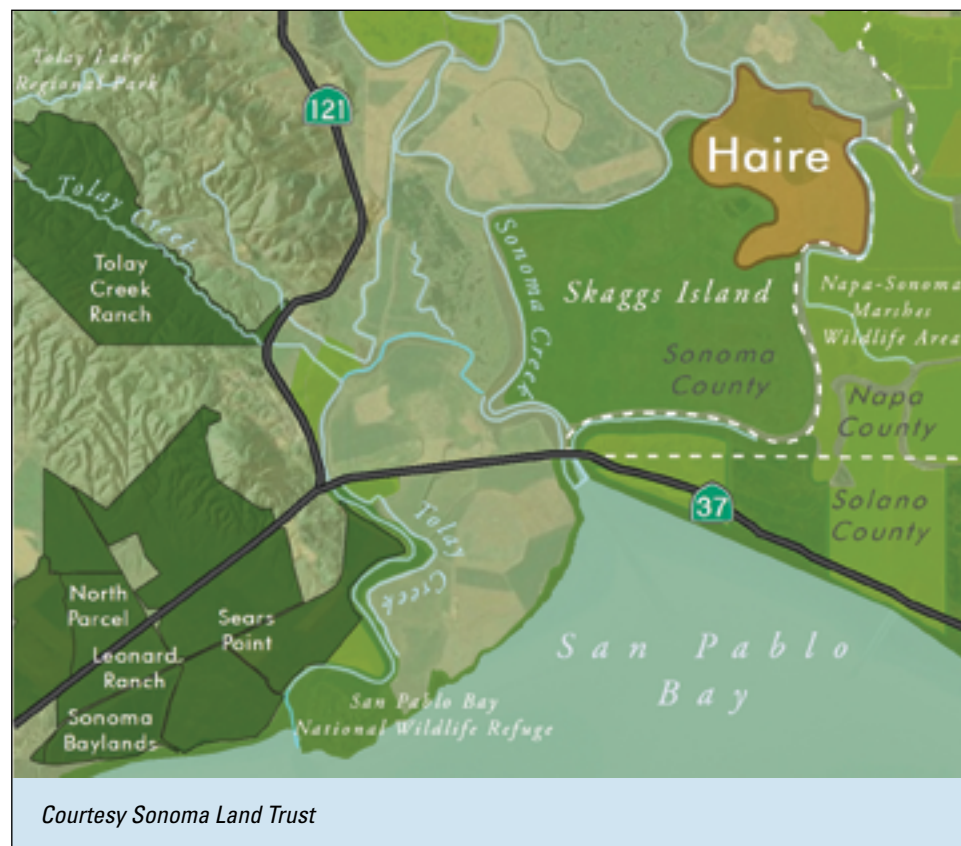 Tolay Lake
Regional Park
121
Haire
Tolay Creek
Sonoma Creek
Tolay
Creek
Ranch
Skaggs Island
Napa-Sonoma
Marshes
Wildlife Area
Sonoma
County
Napa
County
Solano
County
37
Tolay
Creek
North
Parcel
Sears
Point
Leonard
Ranch
San Pablo
Bay
Sonoma
Baylands
San Pablo Bay
National Wildlife Refuge
Courtesy Sonoma Land Trust